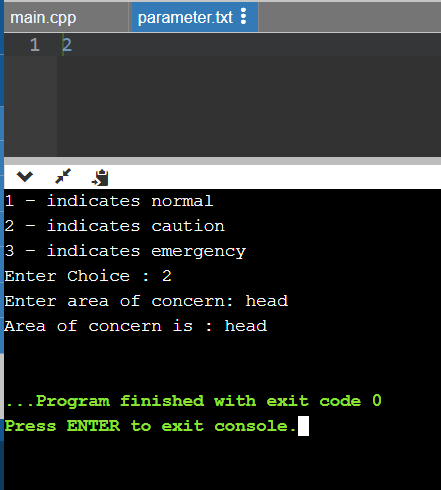 main.cpp
parameter.txt
1 2
1 - indicates normal
2 - indicates caution
3 - indicates emergency
Enter Choice : 2
Enter area of concern: head
Area of concern is : head
...Program finished with exit code 0
Press ENTER to exit console.